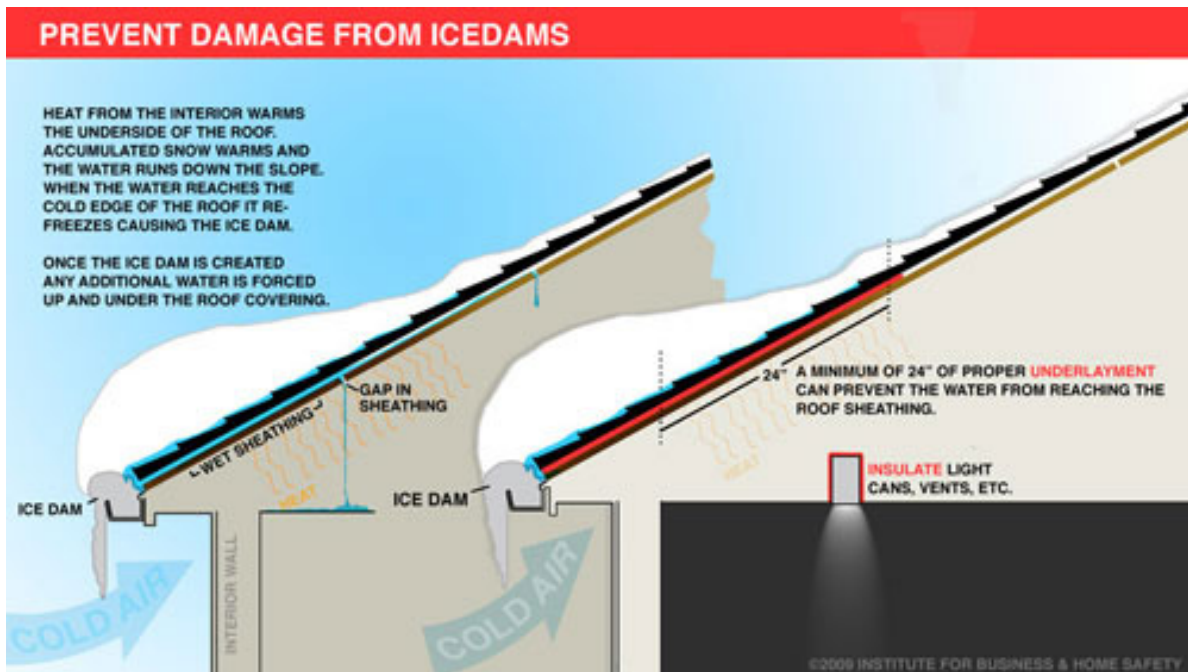 PREVENT DAMAGE FROM ICEDAMS
HEAT FROM THE INTERIOR WARMS
THE UNDERSIDE OF THE ROOF.
ACCUMULATED SNOW WARMS AND
THE WATER RUNS DOWN THE SLOPE.
WHEN THE WATER REACHES THE
COLD EDGE OF THE ROOF IT RE-
FREEZES CAUSING THE ICE DAM.
ONCE THE ICE DAM IS CREATED
ANY ADDITIONAL WATER IS FORCED
UP AND UNDER THE ROOF COVERING.
GAP IN
SHEATHING
WET SHEATHING
HEAT
ICE DAM
COLD AIR
INTERIOR WALL
24"
A MINIMUM OF 24" OF PROPER UNDERLAYMENT
CAN PREVENT THE WATER FROM REACHING THE
ROOF SHEATHING.
HEAT
ICE DAM
COLD AIR
INSULATE LIGHT
CANS, VENTS, ETC.
©2009 INSTITUTE FOR BUSINESS & HOME SAFETY